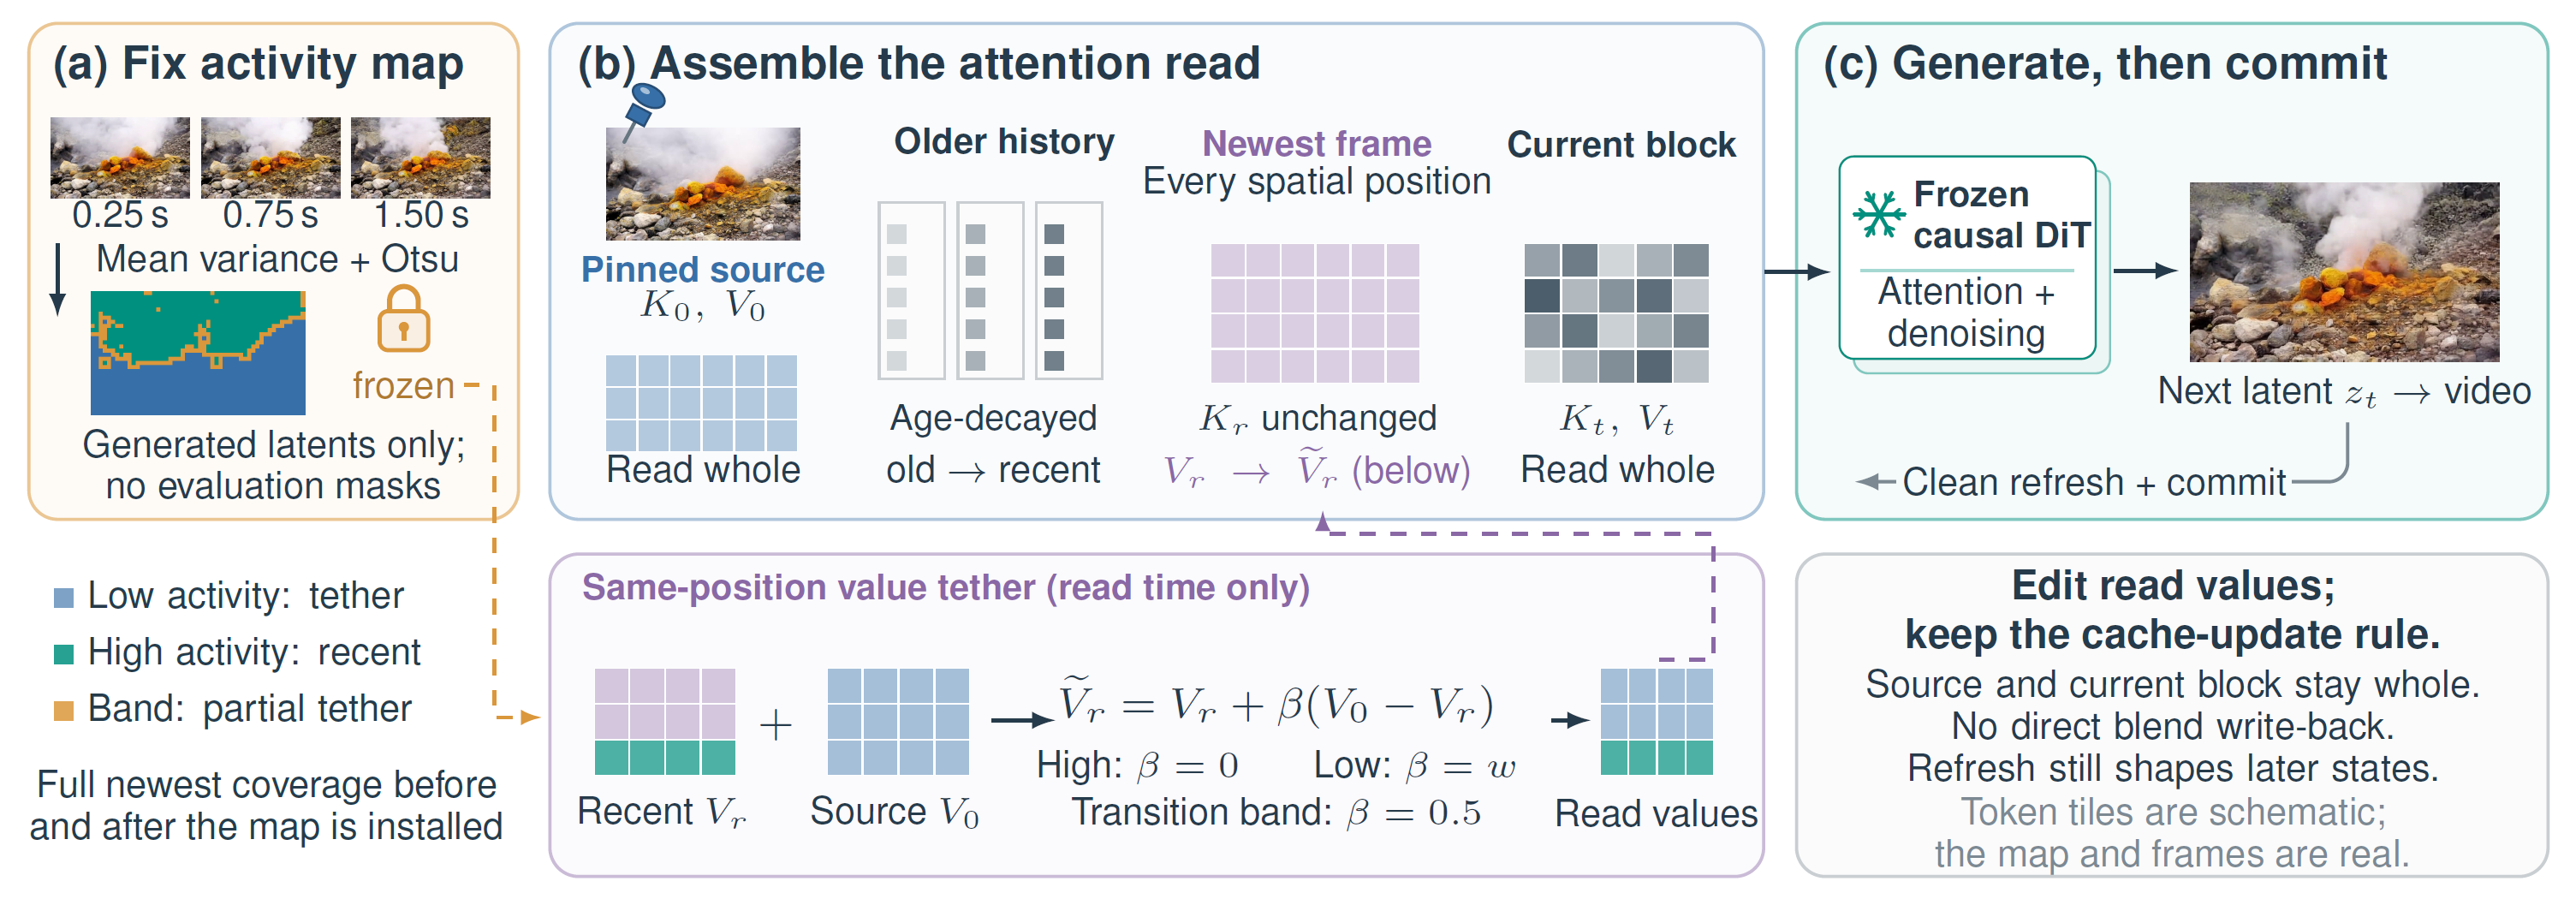 (a) Fix activity map
0.25 s 0.75 s 1.50 s
Mean variance + Otsu
frozen
Generated latents only;
no evaluation masks
Low activity: tether
High activity: recent
Band: partial tether
Full newest coverage before
and after the map is installed
(b) Assemble the attention read
Pinned source
K₀, V₀
Read whole
Older history
Age-decayed
old → recent
Newest frame
Every spatial position
Kᵣ unchanged
Vᵣ → Ṽᵣ (below)
Current block
Kₜ, Vₜ
Read whole
Same-position value tether (read time only)
Recent Vᵣ
+
Source V₀
Ṽᵣ = Vᵣ + β(V₀ − Vᵣ)
High: β = 0 Low: β = w
Transition band: β = 0.5
Read values
(c) Generate, then commit
Frozen
causal DiT
Attention +
denoising
Next latent zₜ → video
Clean refresh + commit
Edit read values;
keep the cache-update rule.
Source and current block stay whole.
No direct blend write-back.
Refresh still shapes later states.
Token tiles are schematic;
the map and frames are real.